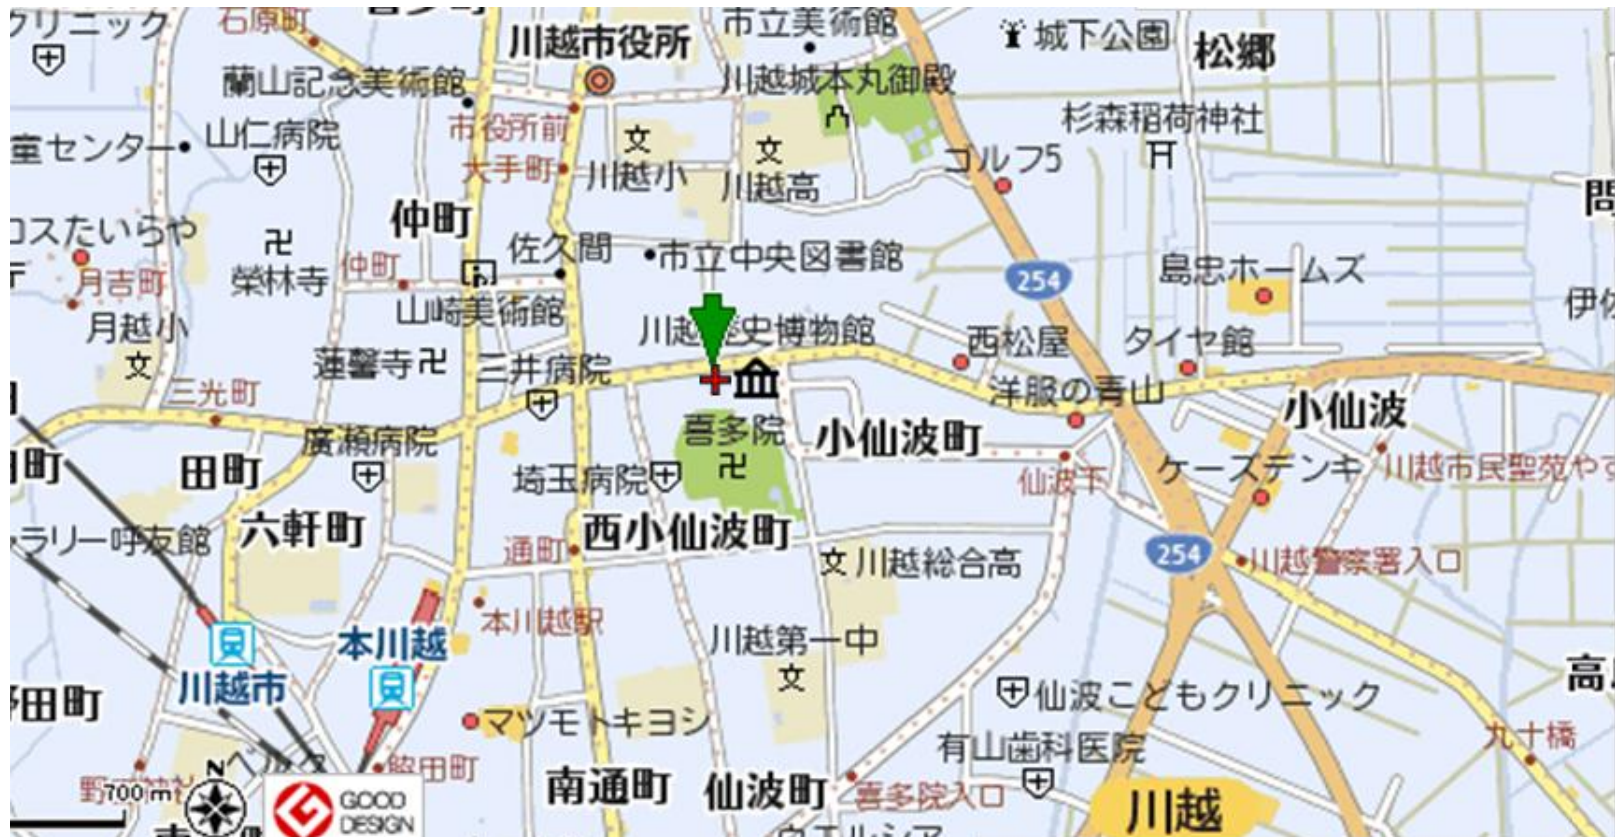 クリニック
石原町
川越市役所
市立美術館
城下公園
松郷
蘭山記念美術館
川越城本丸御殿
童センター
山仁病院
市役所前
杉森稲荷神社
大手町
川越小
川越高
ゴルフ5
仲町
コスたいらや
佐久間
市立中央図書館
榮林寺
仲町
254
島忠ホームズ
月吉町
山崎美術館
月越小
川越歴史博物館
西松屋
タイヤ館
蓮馨寺
三井病院
三光町
洋服の青山
小仙波
喜多院
小仙波町
廣瀬病院
田町
埼玉病院
仙波下
ケーズデンキ
川越市民聖苑やす
六軒町
ラリー呼友館
通町
西小仙波町
川越総合高
254
川越警察署入口
本川越駅
本川越
川越第一中
川越市
仙波こどもクリニック
野田町
マツモトキヨシ
有山歯科医院
九十橋
脇田町
南通町
仙波町
喜多院入口
川越
N
700 m
GOOD
DESIGN